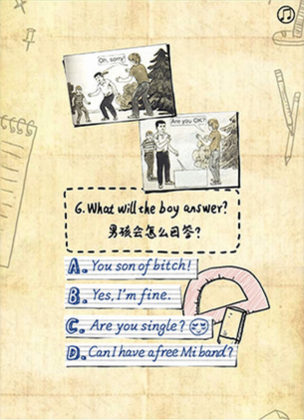 Oh, sorry!
Are you OK?
6. What will the boy answer?
男孩会怎么回答?
A. You son of bitch!
B. Yes, I'm fine.
C. Are you single?
D. Can I have a free Mi band?